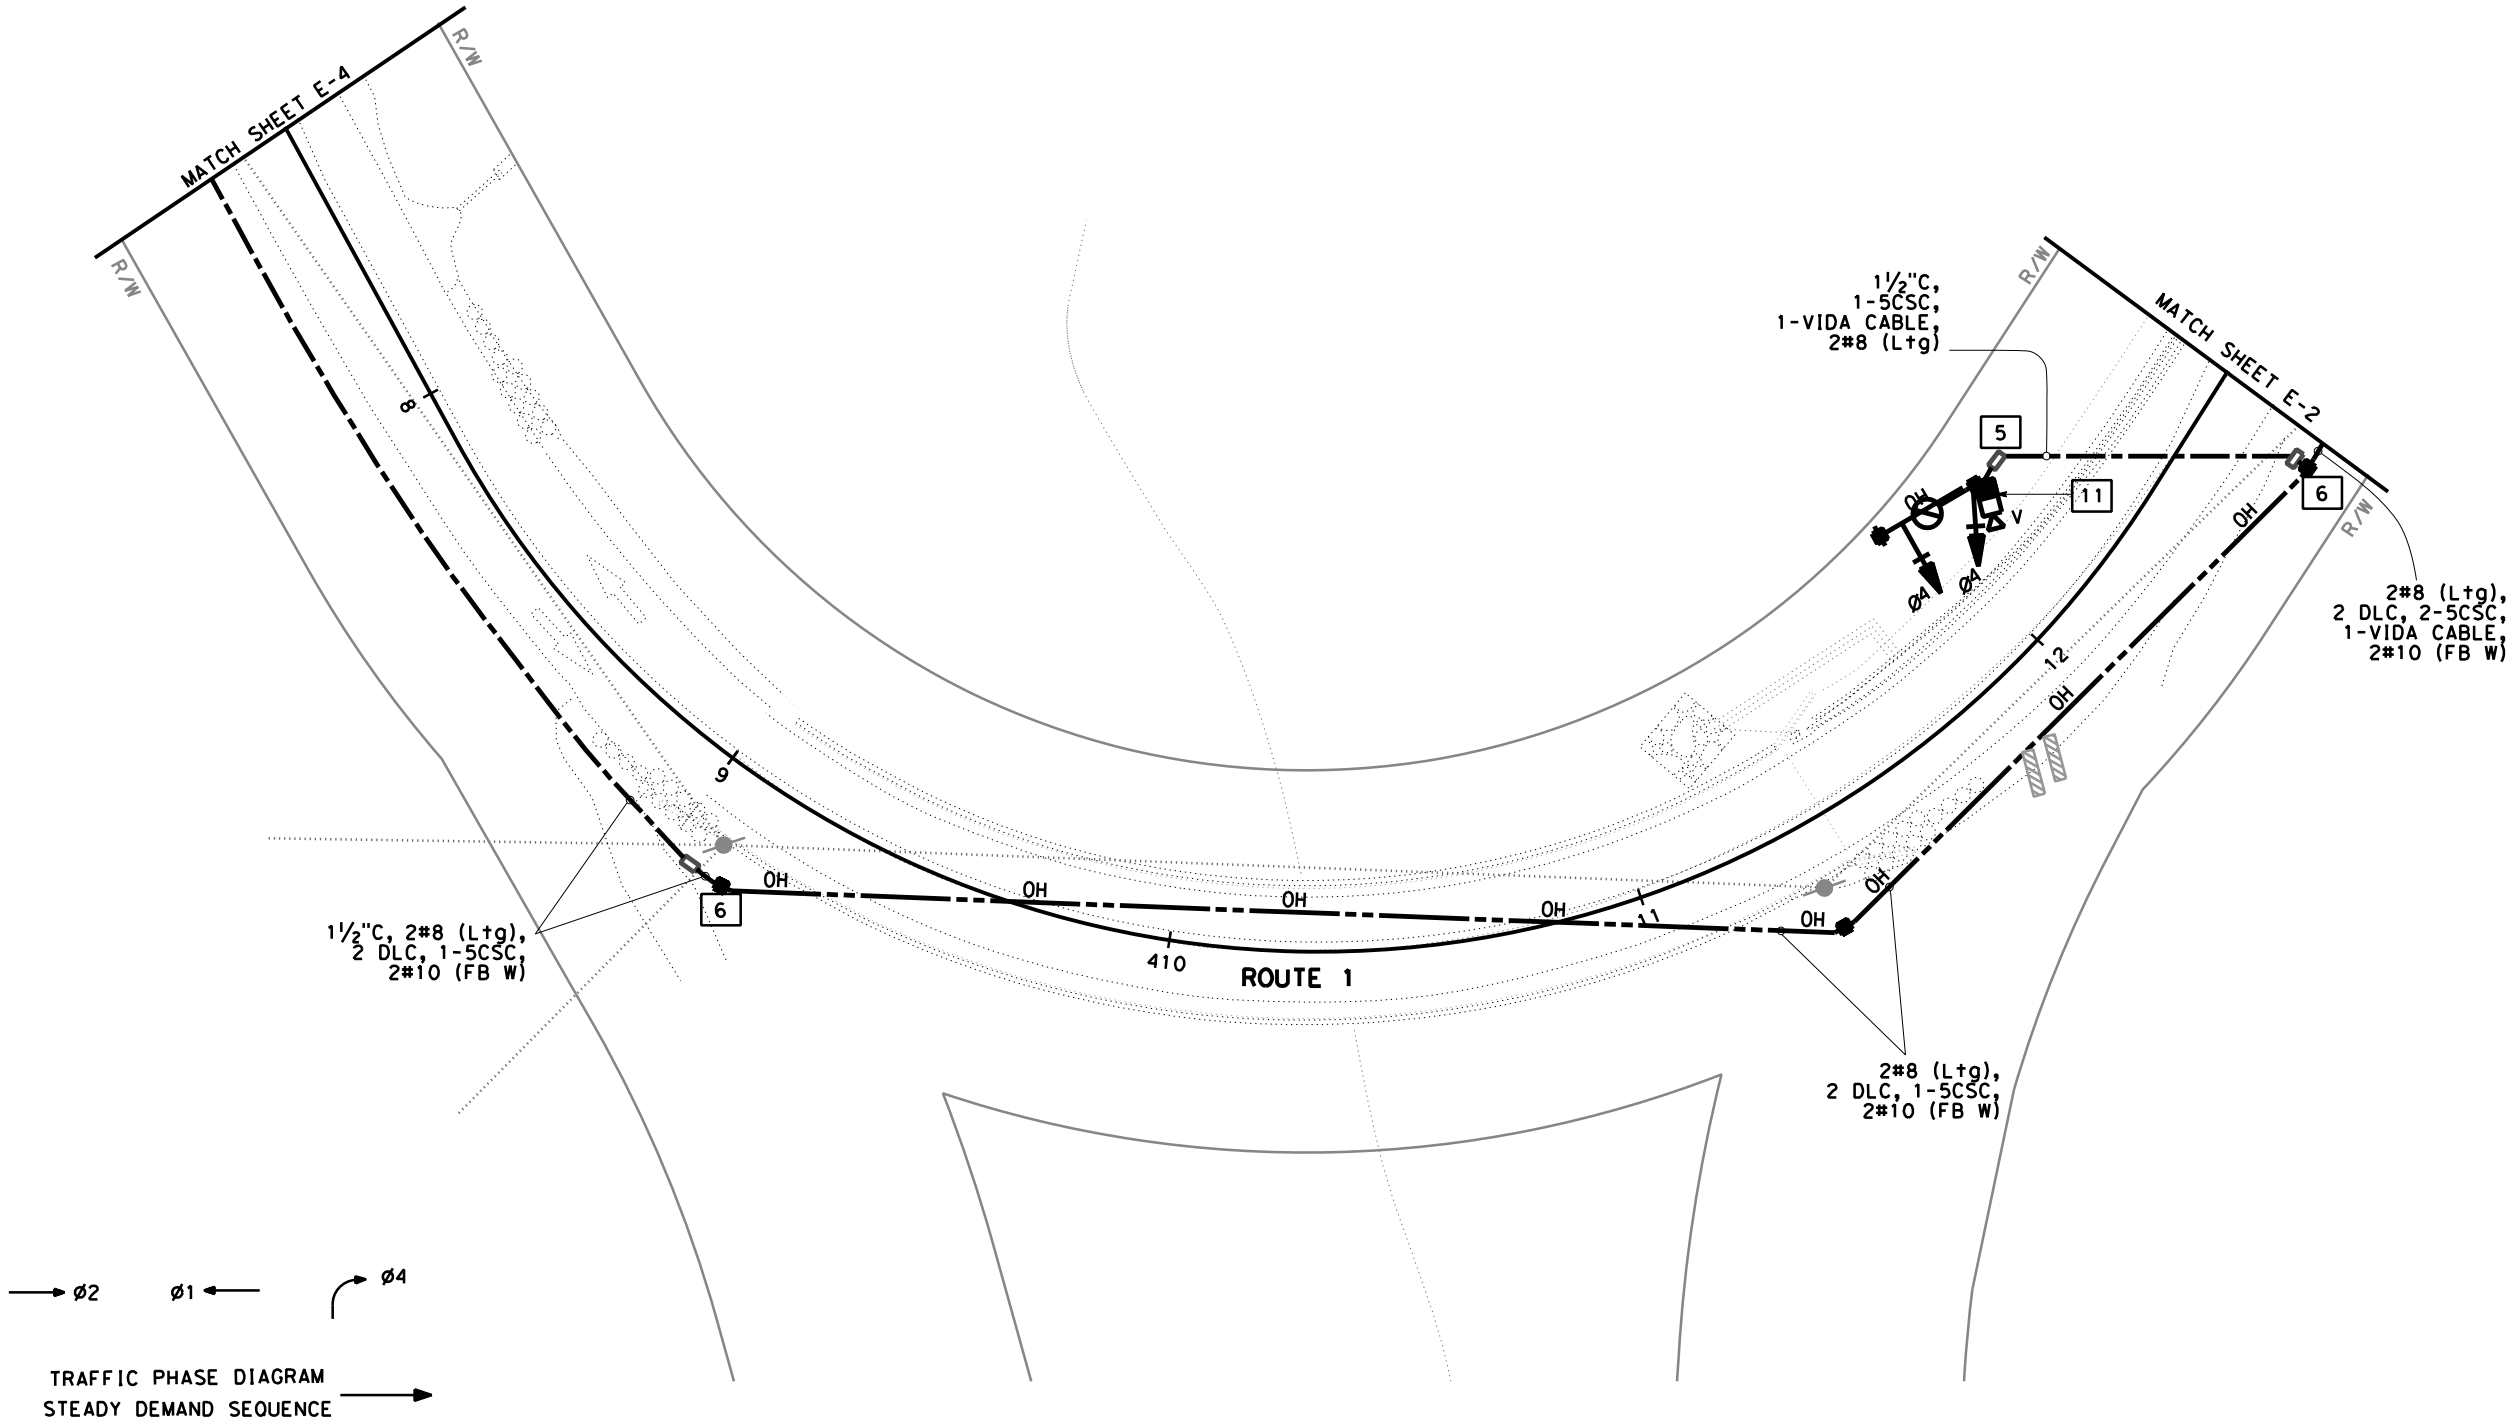 MATCH SHEET E-4
R/W
R/W
8
9
410
11
12
ROUTE 1
R/W
MATCH SHEET E-2
R/W
1½"C,
1-5CSC,
1-VIDA CABLE,
2#8 (Ltg)
5
11
V
6
OH
Ø4
Ø4
OH
OH
OH
2#8 (Ltg),
2 DLC, 2-5CSC,
1-VIDA CABLE,
2#10 (FB W)
6
OH
OH
OH
OH
OH
1½"C, 2#8 (Ltg),
2 DLC, 1-5CSC,
2#10 (FB W)
2#8 (Ltg),
2 DLC, 1-5CSC,
2#10 (FB W)
Ø2
Ø1
Ø4
TRAFFIC PHASE DIAGRAM
STEADY DEMAND SEQUENCE